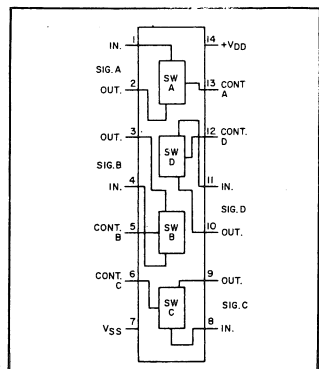 1
14
IN.
+VDD
SIG. A
SW
A
13
CONT
A
2
OUT.
3
OUT.
12
CONT.
D
SW
D
SIG. B
4
IN.
11
IN.
SIG. D
5
CONT.
B
SW
B
10
OUT.
6
CONT.
C
9
OUT.
SW
C
SIG. C
7
VSS
8
IN.